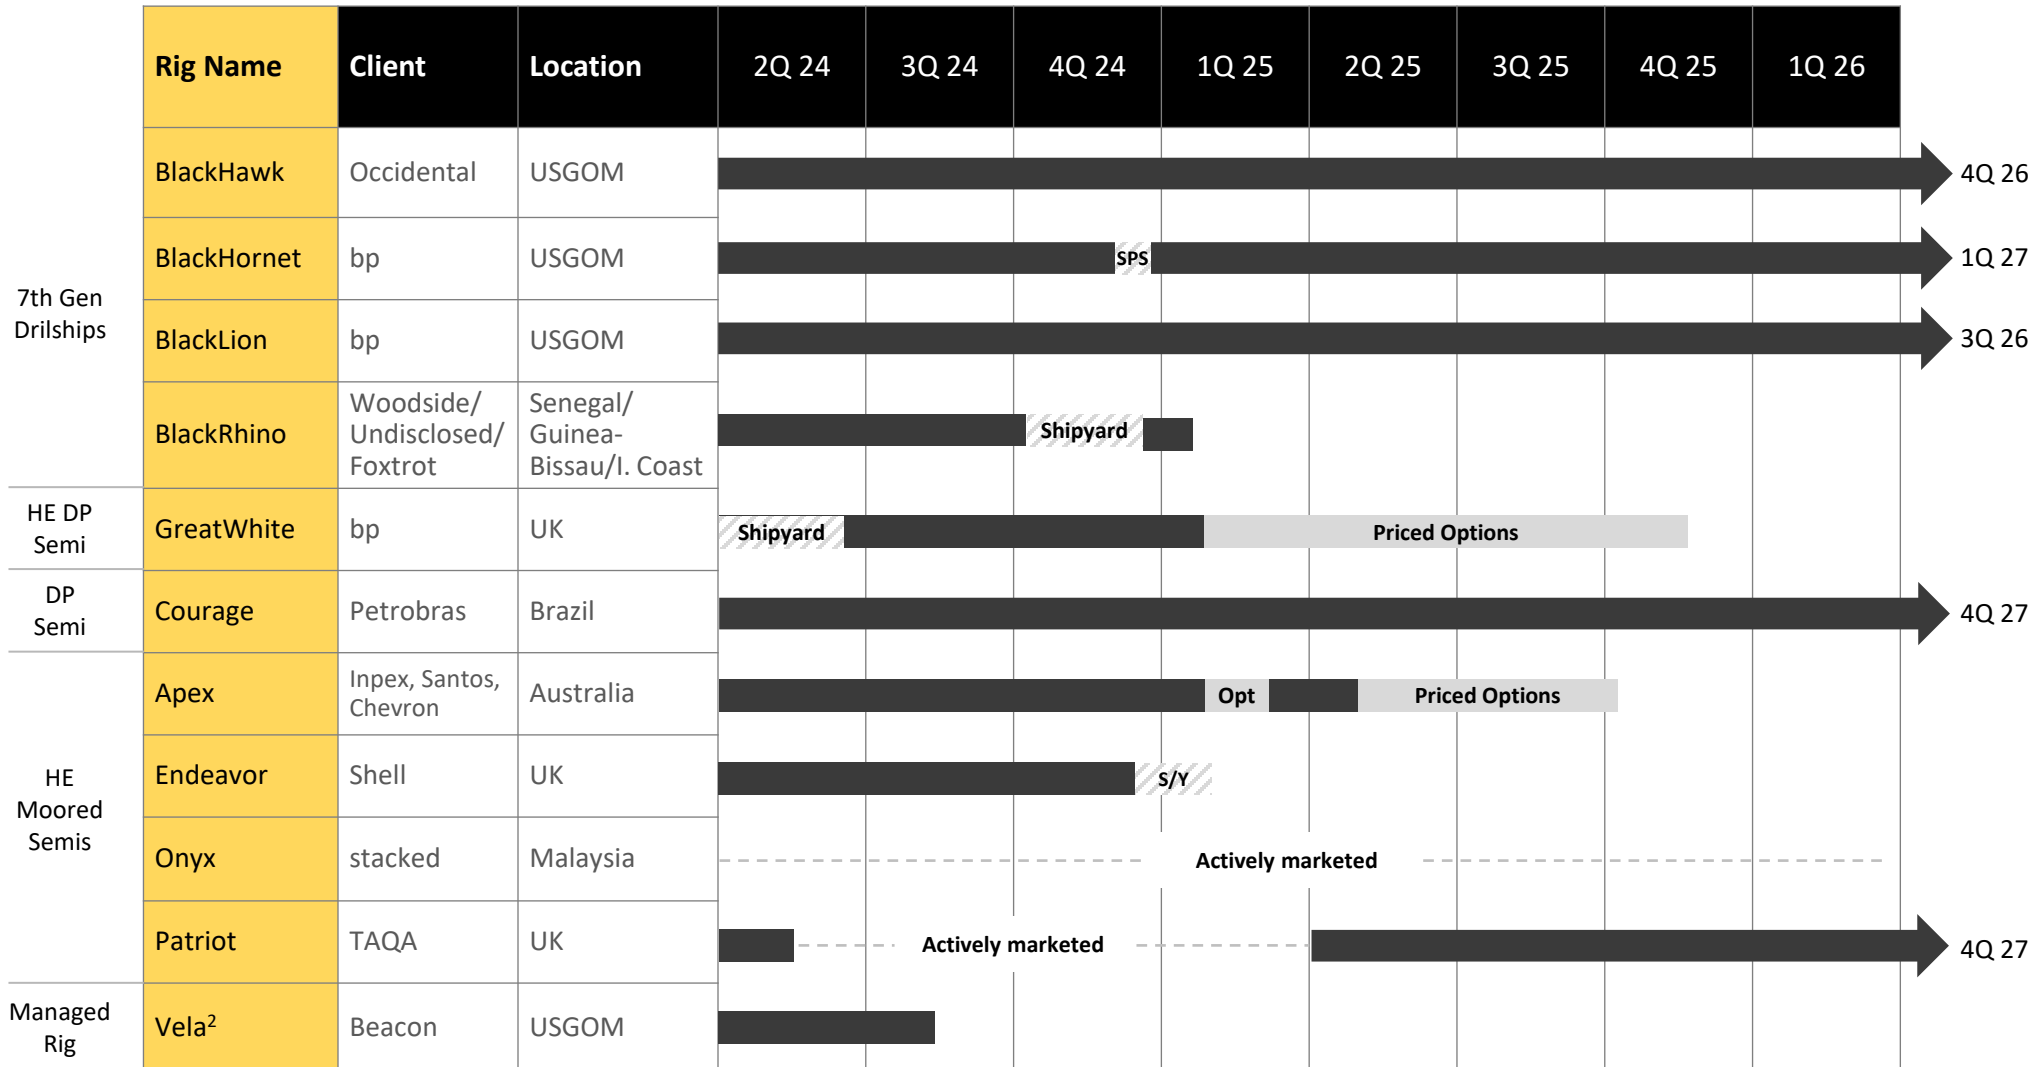 Rig Name Client Location 2Q 24 3Q 24 4Q 24 1Q 25 2Q 25 3Q 25 4Q 25 1Q 26
7th Gen
Drilships
BlackHawk Occidental USGOM 4Q 26
BlackHornet bp USGOM SPS 1Q 27
BlackLion bp USGOM 3Q 26
BlackRhino
Woodside/
Undisclosed/
Foxtrot
Senegal/
Guinea-
Bissau/I. Coast
Shipyard
HE DP
Semi
GreatWhite bp UK Shipyard Priced Options
DP
Semi
Courage Petrobras Brazil 4Q 27
HE
Moored
Semis
Apex
Inpex, Santos,
Chevron
Australia Opt Priced Options
Endeavor Shell UK S/Y
Onyx stacked Malaysia Actively marketed
Patriot TAQA UK Actively marketed 4Q 27
Managed
Rig
Vela² Beacon USGOM